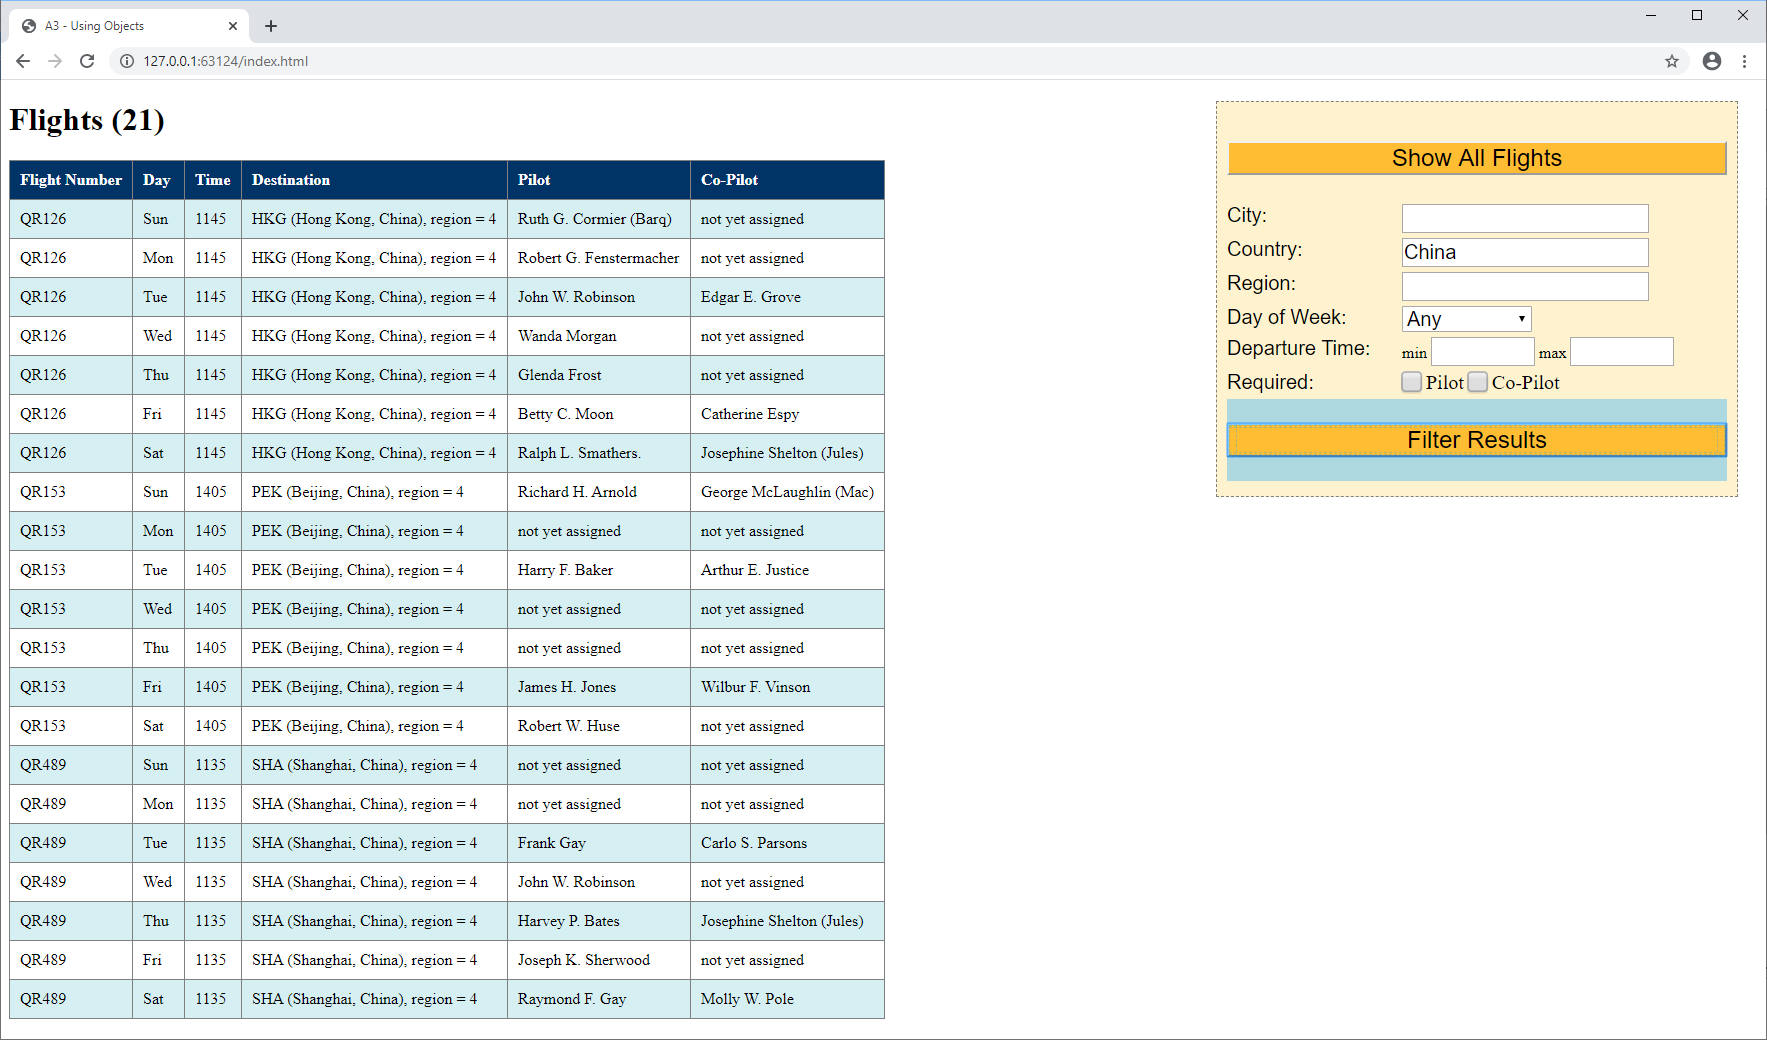 A3 - Using Objects
127.0.0.1:63124/index.html
Flights (21)
Flight Number Day Time Destination Pilot Co-Pilot
QR126 Sun 1145 HKG (Hong Kong, China), region = 4 Ruth G. Cormier (Barq) not yet assigned
QR126 Mon 1145 HKG (Hong Kong, China), region = 4 Robert G. Fenstermacher not yet assigned
QR126 Tue 1145 HKG (Hong Kong, China), region = 4 John W. Robinson Edgar E. Grove
QR126 Wed 1145 HKG (Hong Kong, China), region = 4 Wanda Morgan not yet assigned
QR126 Thu 1145 HKG (Hong Kong, China), region = 4 Glenda Frost not yet assigned
QR126 Fri 1145 HKG (Hong Kong, China), region = 4 Betty C. Moon Catherine Espy
QR126 Sat 1145 HKG (Hong Kong, China), region = 4 Ralph L. Smathers. Josephine Shelton (Jules)
QR153 Sun 1405 PEK (Beijing, China), region = 4 Richard H. Arnold George McLaughlin (Mac)
QR153 Mon 1405 PEK (Beijing, China), region = 4 not yet assigned not yet assigned
QR153 Tue 1405 PEK (Beijing, China), region = 4 Harry F. Baker Arthur E. Justice
QR153 Wed 1405 PEK (Beijing, China), region = 4 not yet assigned not yet assigned
QR153 Thu 1405 PEK (Beijing, China), region = 4 not yet assigned not yet assigned
QR153 Fri 1405 PEK (Beijing, China), region = 4 James H. Jones Wilbur F. Vinson
QR153 Sat 1405 PEK (Beijing, China), region = 4 Robert W. Huse not yet assigned
QR489 Sun 1135 SHA (Shanghai, China), region = 4 not yet assigned not yet assigned
QR489 Mon 1135 SHA (Shanghai, China), region = 4 not yet assigned not yet assigned
QR489 Tue 1135 SHA (Shanghai, China), region = 4 Frank Gay Carlo S. Parsons
QR489 Wed 1135 SHA (Shanghai, China), region = 4 John W. Robinson not yet assigned
QR489 Thu 1135 SHA (Shanghai, China), region = 4 Harvey P. Bates Josephine Shelton (Jules)
QR489 Fri 1135 SHA (Shanghai, China), region = 4 Joseph K. Sherwood not yet assigned
QR489 Sat 1135 SHA (Shanghai, China), region = 4 Raymond F. Gay Molly W. Pole
Show All Flights
City:
Country: China
Region:
Day of Week: Any
Departure Time: min max
Required: Pilot Co-Pilot
Filter Results